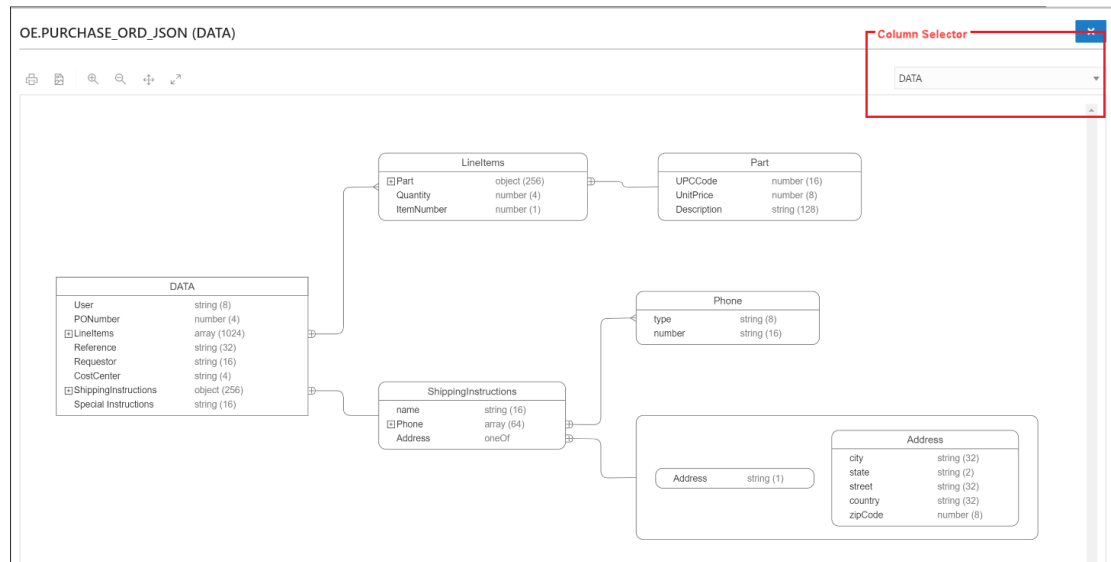 OE.PURCHASE_ORD_JSON (DATA)
Column Selector
DATA
LineItems
Part object (256)
Quantity number (4)
ItemNumber number (1)
Part
UPCCode number (16)
UnitPrice number (8)
Description string (128)
DATA
User string (8)
PONumber number (4)
LineItems array (1024)
Reference string (32)
Requestor string (16)
CostCenter string (4)
ShippingInstructions object (256)
Special Instructions string (16)
Phone
type string (8)
number string (16)
ShippingInstructions
name string (16)
Phone array (64)
Address oneOf
Address string (1)
Address
city string (32)
state string (2)
street string (32)
country string (32)
zipCode number (8)